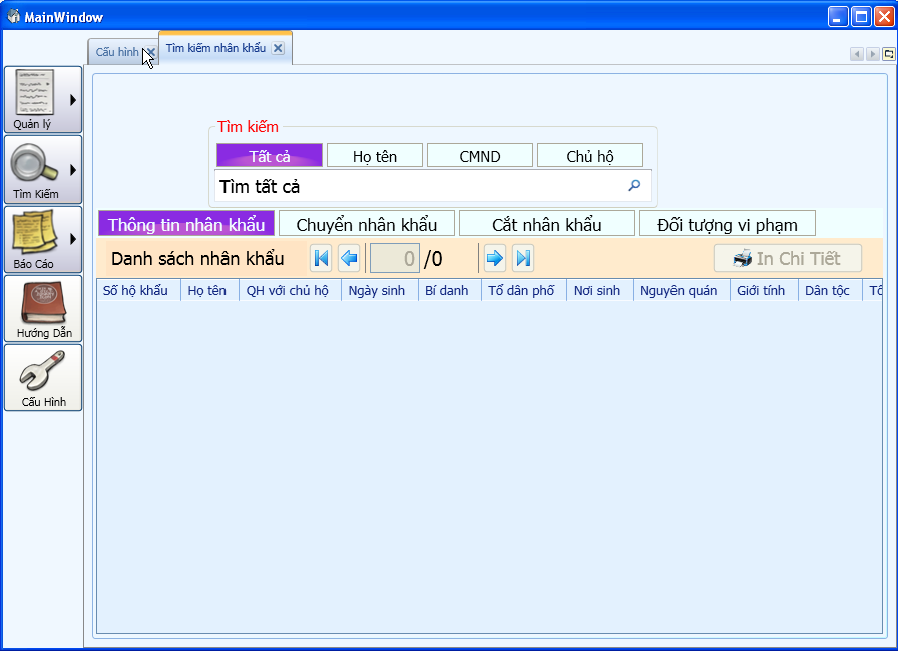 MainWindow
Cấu hình
Tìm kiếm nhân khẩu
Quản lý
Tìm Kiếm
Báo Cáo
Hướng Dẫn
Cấu Hình
Tìm kiếm
Tất cả Họ tên CMND Chủ hộ
Tìm tất cả
Thông tin nhân khẩu Chuyển nhân khẩu Cắt nhân khẩu Đối tượng vi phạm
Danh sách nhân khẩu 0 /0 In Chi Tiết
Số hộ khẩu Họ tên QH với chủ hộ Ngày sinh Bí danh Tổ dân phố Nơi sinh Nguyên quán Giới tính Dân tộc